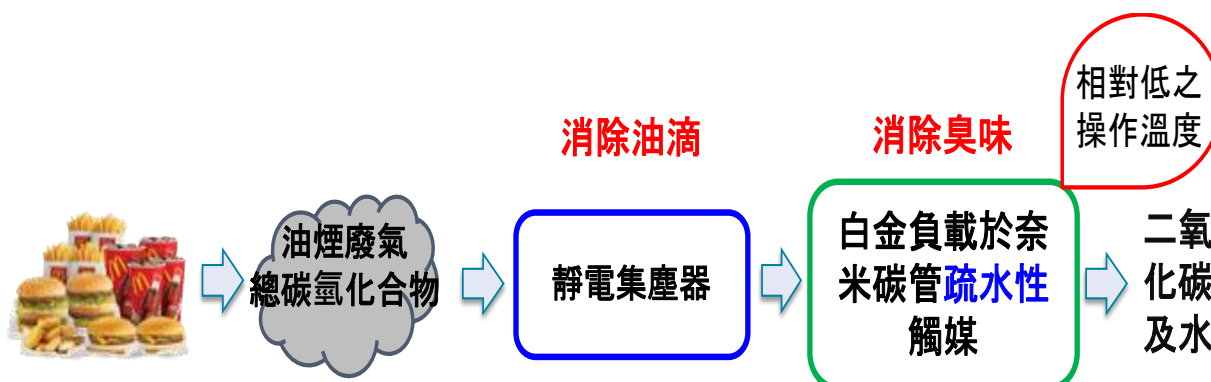 相對低之
操作溫度
消除油滴
消除臭味
油煙廢氣
總碳氫化合物
靜電集塵器
白金負載於奈
米碳管疏水性
觸媒
二氧
化碳
及水